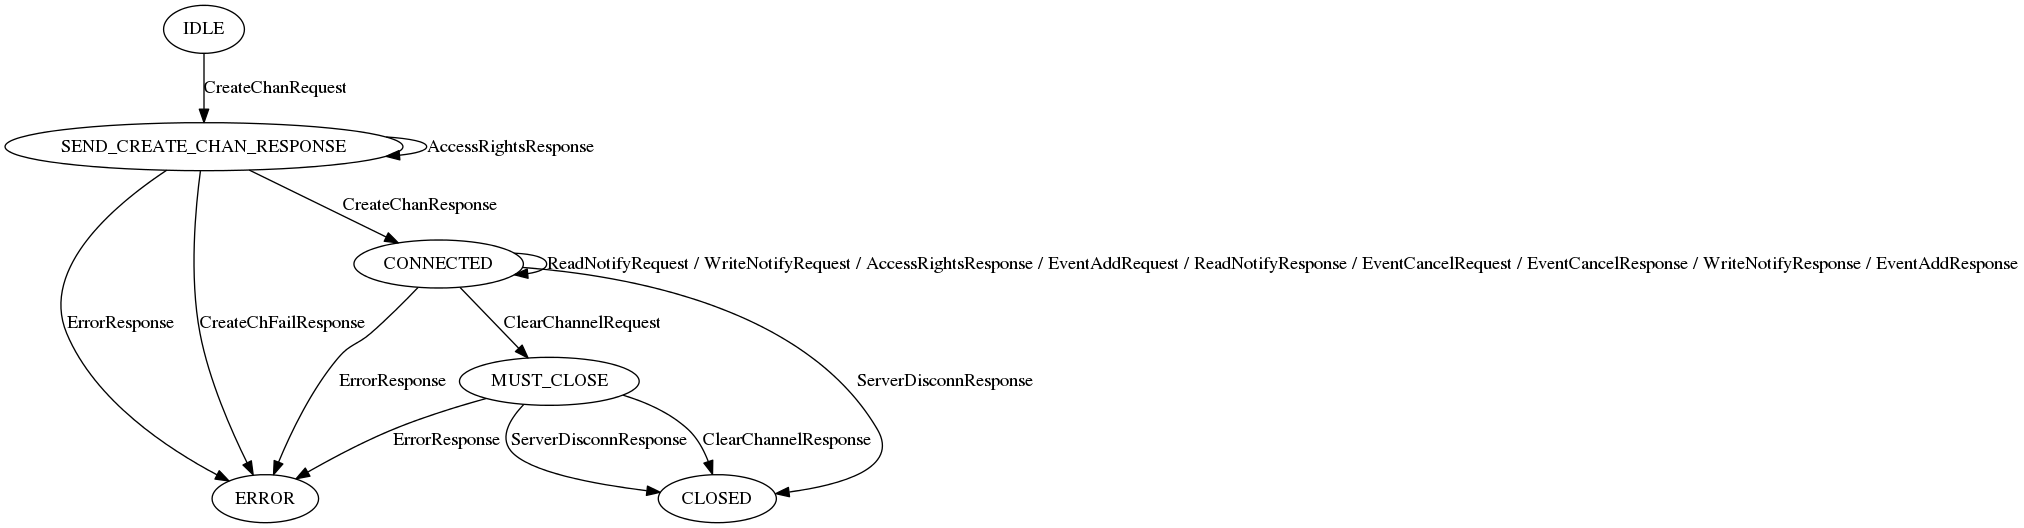 IDLE
CreateChanRequest
SEND_CREATE_CHAN_RESPONSE
AccessRightsResponse
CreateChanResponse
CONNECTED
ReadNotifyRequest / WriteNotifyRequest / AccessRightsResponse / EventAddRequest / ReadNotifyResponse / EventCancelRequest / EventCancelResponse / WriteNotifyResponse / EventAddResponse
ErrorResponse
CreateChFailResponse
ClearChannelRequest
ErrorResponse
MUST_CLOSE
ServerDisconnResponse
ErrorResponse
ServerDisconnResponse
ClearChannelResponse
ERROR
CLOSED